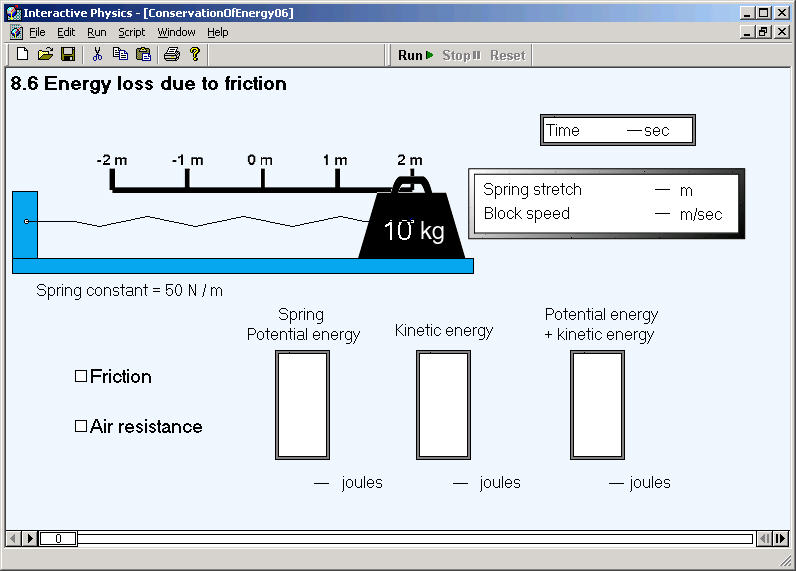 Interactive Physics - [ConservationOfEnergy06]
File Edit Run Script Window Help
Run Stop Reset
8.6 Energy loss due to friction
Time — sec
-2 m -1 m 0 m 1 m 2 m
Spring stretch — m
Block speed — m/sec
10 kg
Spring constant = 50 N / m
Spring
Potential energy
Kinetic energy
Potential energy
+ kinetic energy
Friction
Air resistance
— joules — joules — joules
0